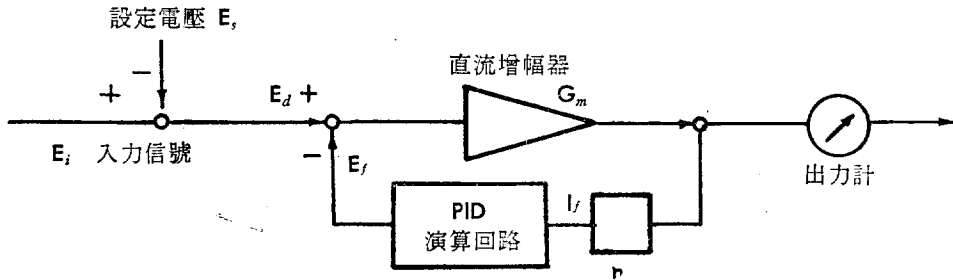 設定電壓 E_s
−
直流增幅器
+
E_d +
G_m
E_i 入力信號
−
E_f
出力計
PID
演算回路
I_f
n